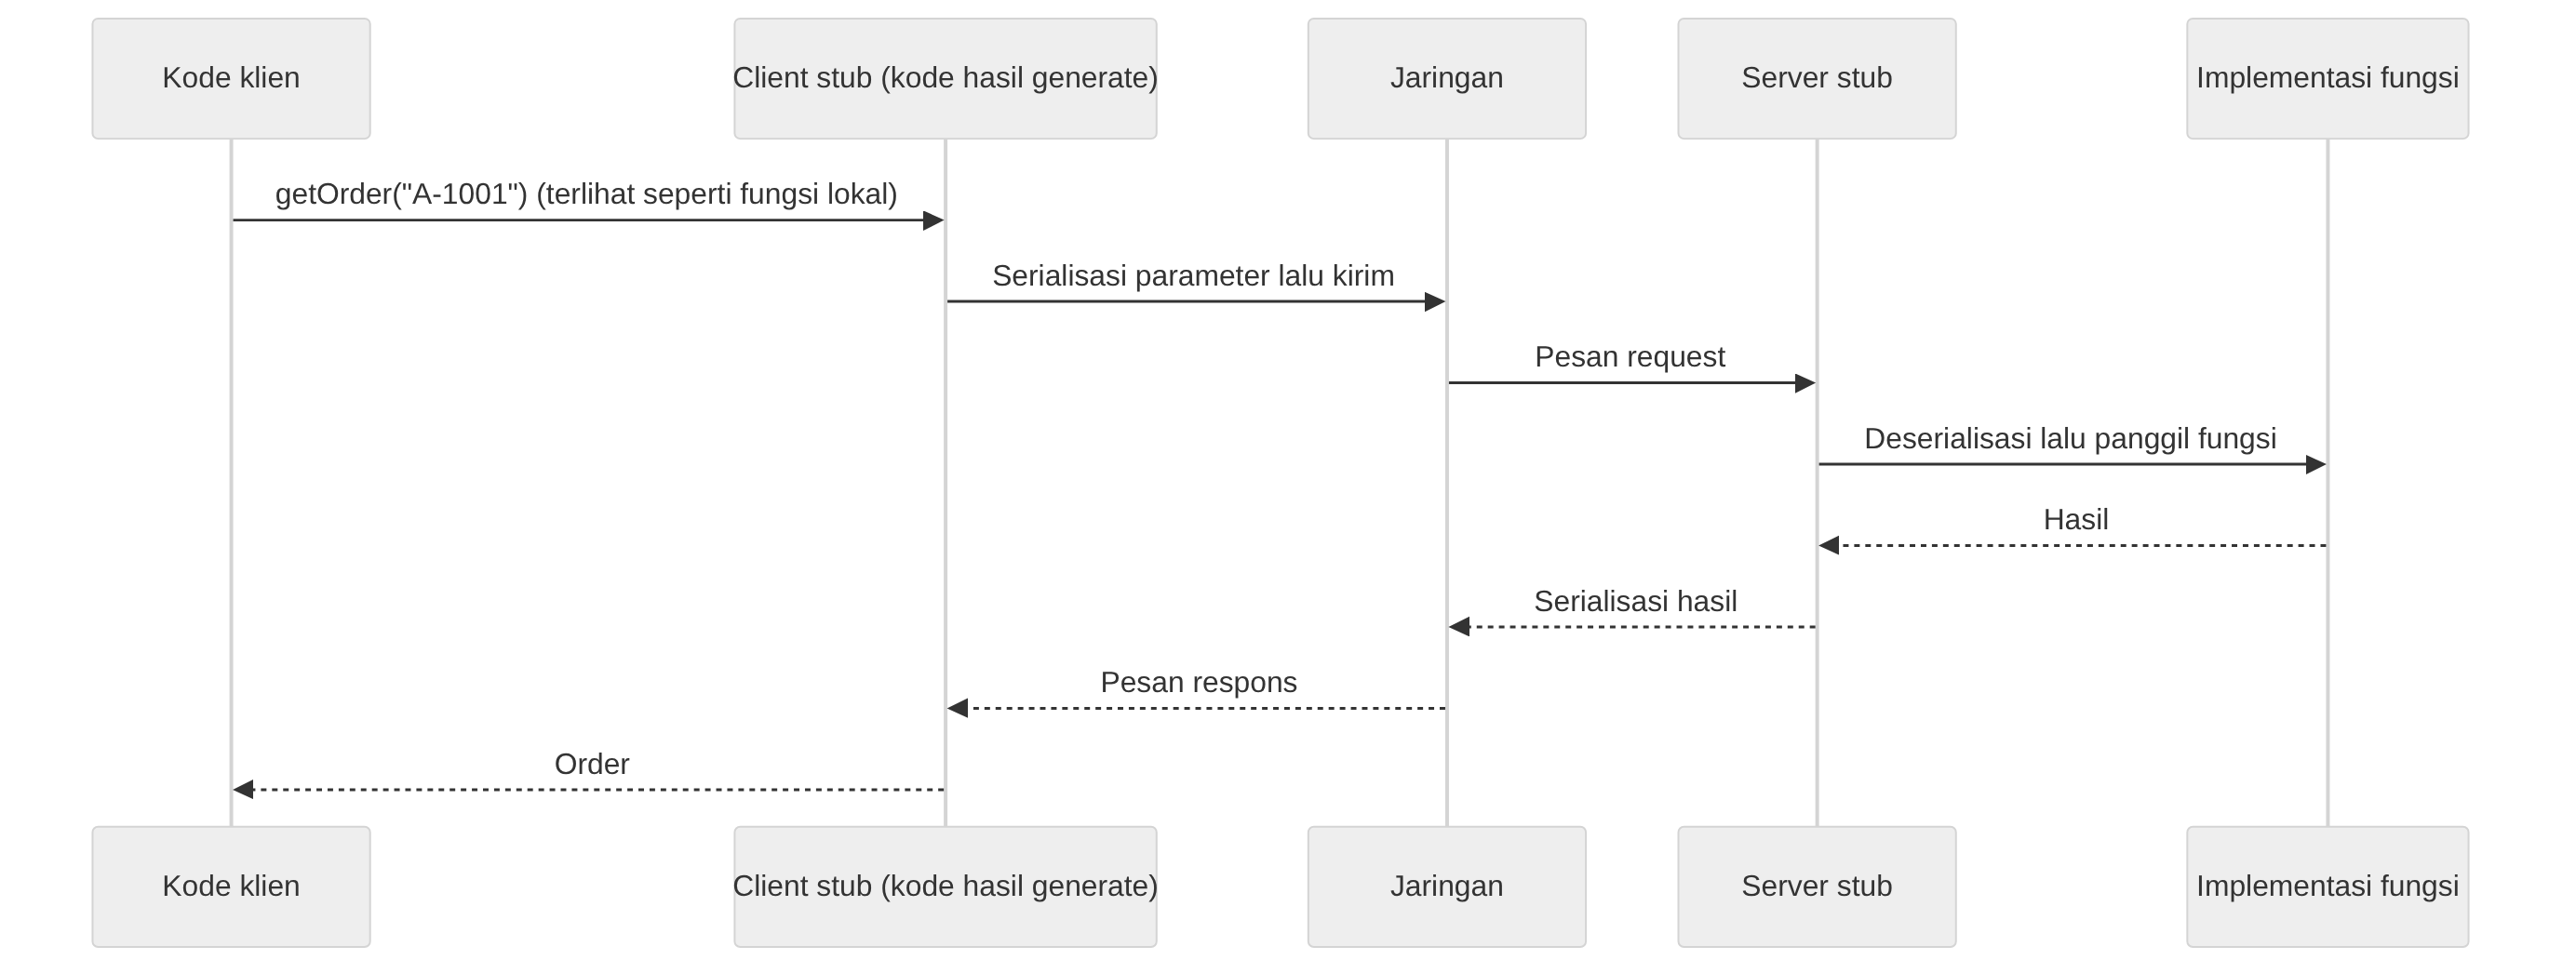 Kode klien
Client stub (kode hasil generate)
Jaringan
Server stub
Implementasi fungsi
getOrder("A-1001") (terlihat seperti fungsi lokal)
Serialisasi parameter lalu kirim
Pesan request
Deserialisasi lalu panggil fungsi
Hasil
Serialisasi hasil
Pesan respons
Order
Kode klien
Client stub (kode hasil generate)
Jaringan
Server stub
Implementasi fungsi